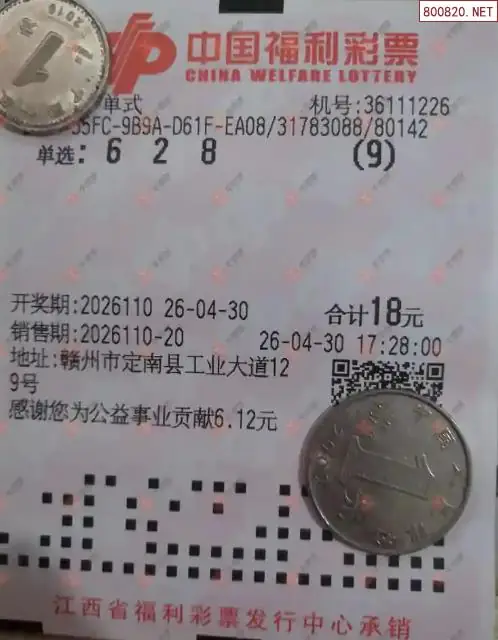 800820.NET
中国福利彩票
CHINA WELFARE LOTTERY
单式 机号:36111226
55FC-9B9A-D61F-EA08/31783088/80142
单选: 6 2 8 (9)
开奖期:2026110 26-04-30 合计18元
销售期:2026110-20 26-04-30 17:28:00
地址:赣州市定南县工业大道12
9号
感谢您为公益事业贡献6.12元
1
江西省福利彩票发行中心承销